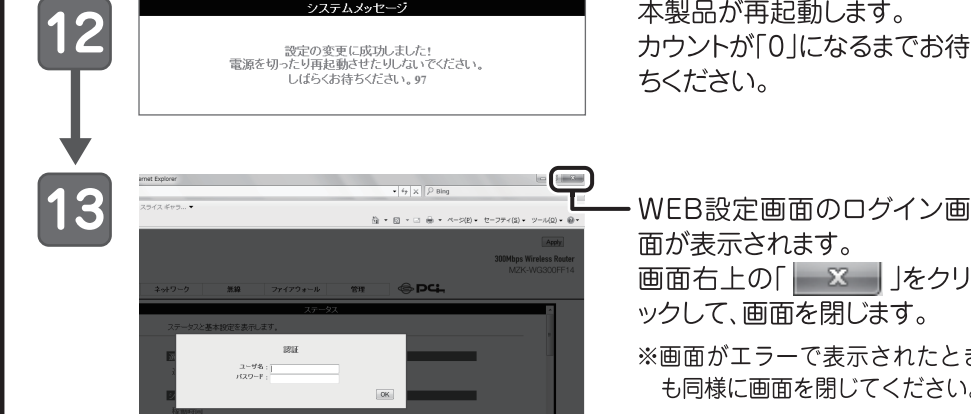 12
システムメッセージ
設定の変更に成功しました!
電源を切ったり再起動させたりしないでください。
しばらくお待ちください。97
本製品が再起動します。
カウントが「0」になるまでお待
ちください。
13
ernet Explorer
Bing
スライス ギャラ...
ページ(P) セーフティ(S) ツール(O)
Apply
300Mbps Wireless Router
MZK-WG300FF14
ネットワーク 無線 ファイアウォール 管理 PCi
ステータス
ステータスと基本設定を表示します。
認証
ユーザ名:
パスワード:
OK
WEB設定画面のログイン画
面が表示されます。
画面右上の「 X 」をクリ
ックして、画面を閉じます。
※画面がエラーで表示されたとき
も同様に画面を閉じてください。